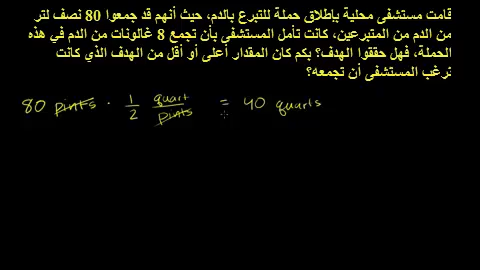 قامت مستشفى محلية بإطلاق حملة للتبرع بالدم، حيث أنهم قد جمعوا 80 نصف لتر
من الدم من المتبرعين، كانت تأمل المستشفى بأن تجمع 8 غالونات من الدم في هذه
الحملة، فهل حققوا الهدف؟ بكم كان المقدار أعلى أو أقل من الهدف الذي كانت
ترغب المستشفى أن تجمعه؟
80 pints · 1/2 quart/pints = 40 quarts